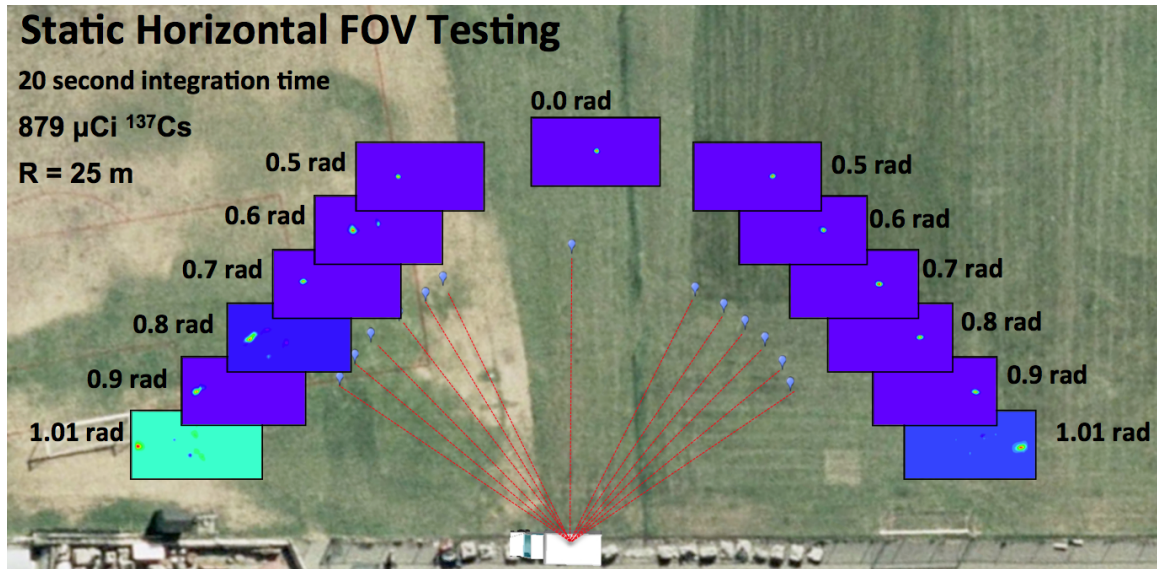 Static Horizontal FOV Testing
20 second integration time
879 μCi ¹³⁷Cs
R = 25 m
0.0 rad
0.5 rad
0.5 rad
0.6 rad
0.6 rad
0.7 rad
0.7 rad
0.8 rad
0.8 rad
0.9 rad
0.9 rad
1.01 rad
1.01 rad